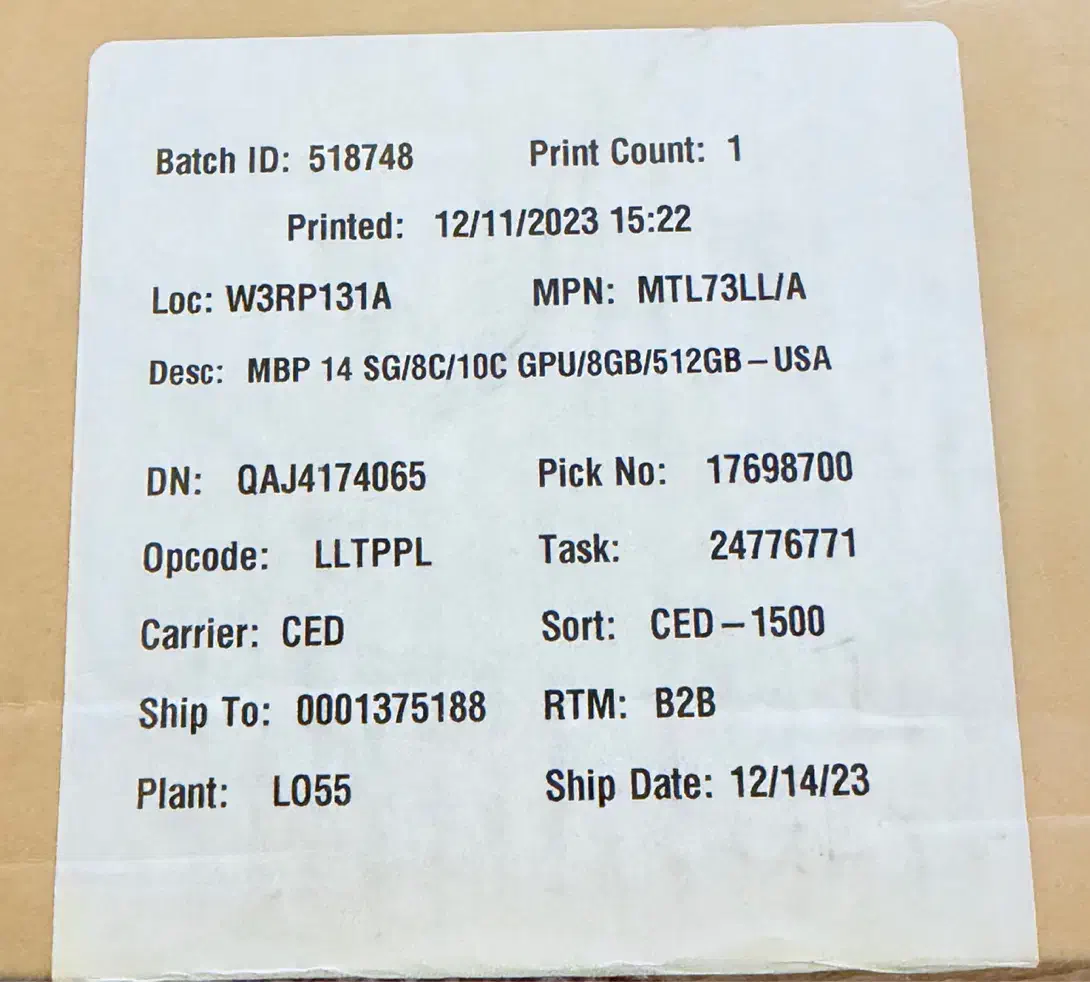 Batch ID: 518748 Print Count: 1
Printed: 12/11/2023 15:22
Loc: W3RP131A MPN: MTL73LL/A
Desc: MBP 14 SG/8C/10C GPU/8GB/512GB–USA
DN: QAJ4174065 Pick No: 17698700
Opcode: LLTPPL Task: 24776771
Carrier: CED Sort: CED–1500
Ship To: 0001375188 RTM: B2B
Plant: LO55 Ship Date: 12/14/23